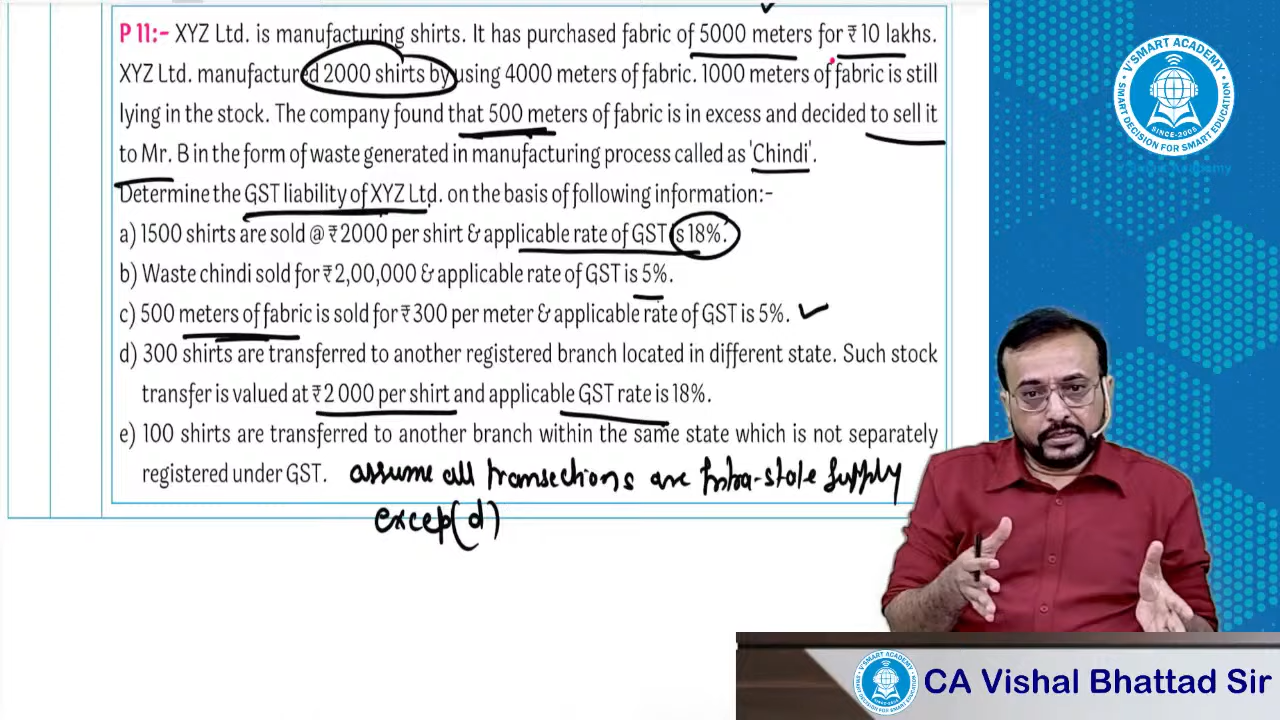 P 11:- XYZ Ltd. is manufacturing shirts. It has purchased fabric of 5000 meters for ₹ 10 lakhs.
XYZ Ltd. manufactured 2000 shirts by using 4000 meters of fabric. 1000 meters of fabric is still
lying in the stock. The company found that 500 meters of fabric is in excess and decided to sell it
to Mr. B in the form of waste generated in manufacturing process called as 'Chindi'.
Determine the GST liability of XYZ Ltd. on the basis of following information:-
a) 1500 shirts are sold @ ₹ 2000 per shirt & applicable rate of GST is 18%.
b) Waste chindi sold for ₹ 2,00,000 & applicable rate of GST is 5%.
c) 500 meters of fabric is sold for ₹ 300 per meter & applicable rate of GST is 5%.
d) 300 shirts are transferred to another registered branch located in different state. Such stock
transfer is valued at ₹ 2 000 per shirt and applicable GST rate is 18%.
e) 100 shirts are transferred to another branch within the same state which is not separately
registered under GST. assume all transections are Intra-state supply
excep(d)
V'SMART ACADEMY
SMART DECISION FOR SMART EDUCATION
SINCE-2005
Smart Academy
CA Vishal Bhattad Sir